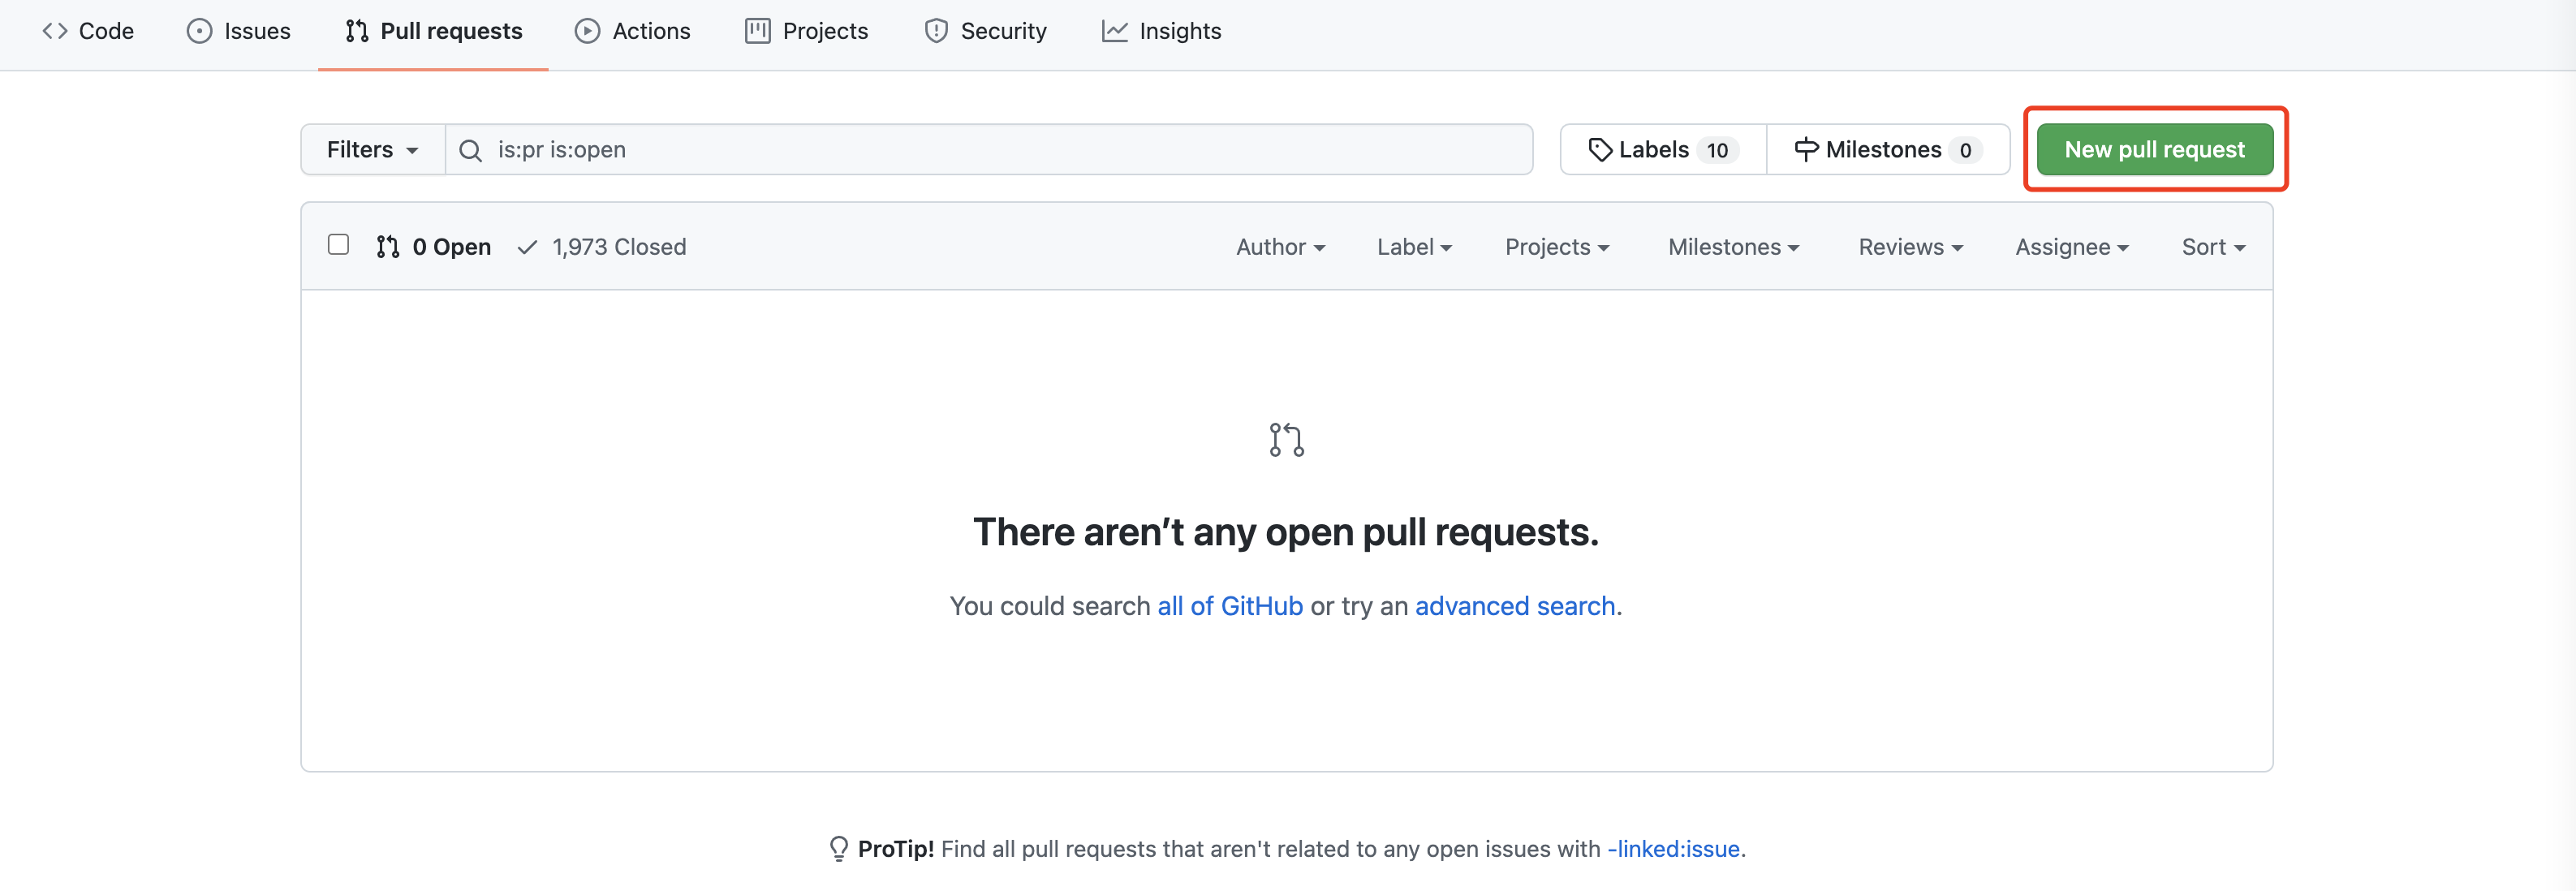 Code Issues Pull requests Actions Projects Security Insights
Filters is:pr is:open Labels 10 Milestones 0 New pull request
0 Open 1,973 Closed Author Label Projects Milestones Reviews Assignee Sort
There aren’t any open pull requests.
You could search all of GitHub or try an advanced search.
ProTip! Find all pull requests that aren't related to any open issues with -linked:issue.